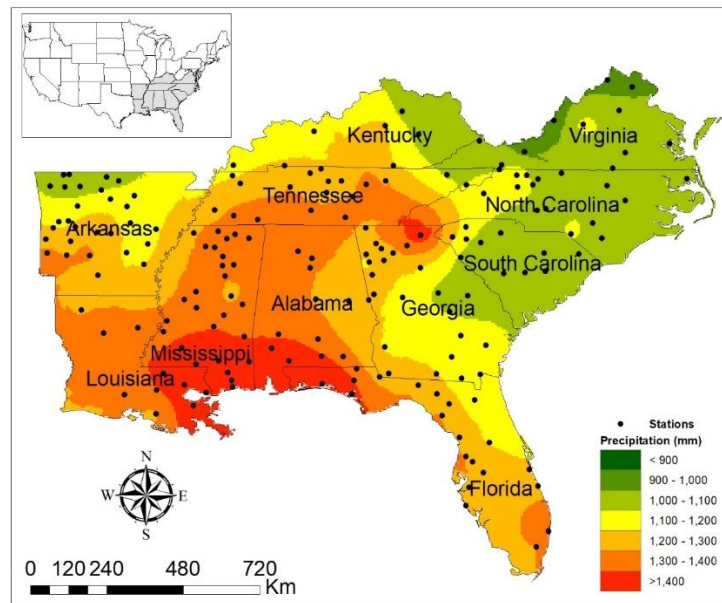 Kentucky
Virginia
Tennessee
North Carolina
Arkansas
South Carolina
Alabama
Georgia
Mississippi
Louisiana
Florida
N
W E
S
0 120 240 480 720
Km
Stations
Precipitation (mm)
< 900
900 - 1,000
1,000 - 1,100
1,100 - 1,200
1,200 - 1,300
1,300 - 1,400
>1,400